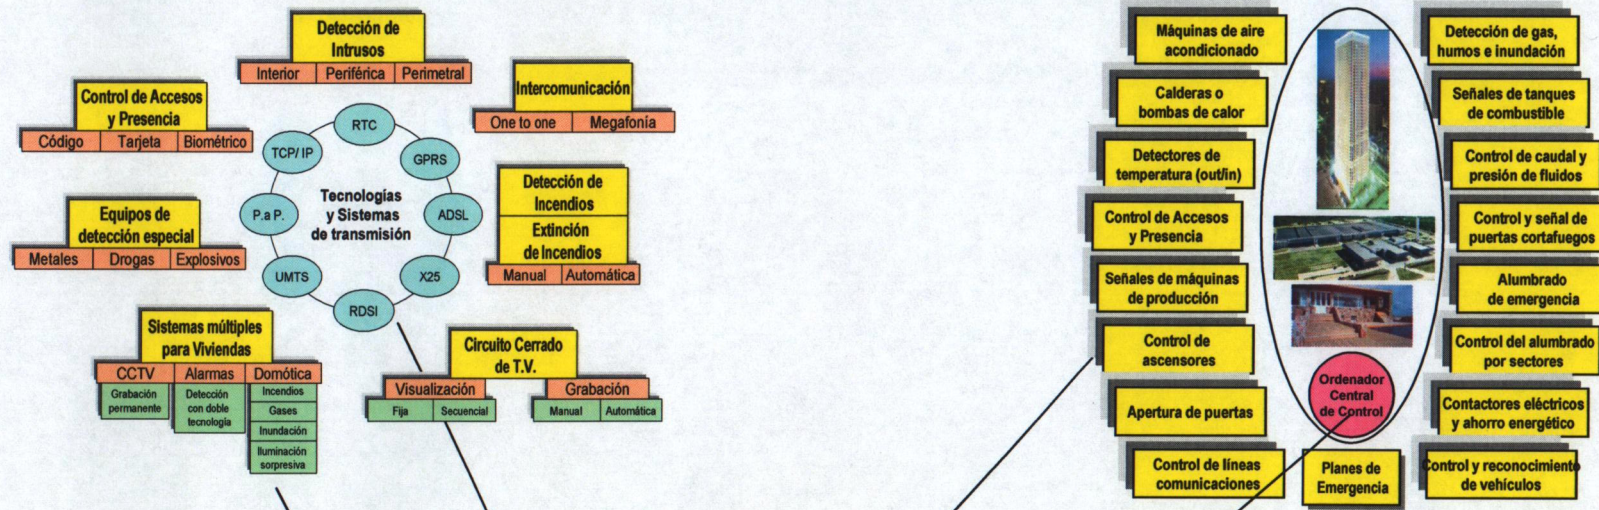 Detección de
Intrusos
Interior Periférica Perimetral
Control de Accesos
y Presencia
Código Tarjeta Biométrico
Intercomunicación
One to one Megafonía
Equipos de
detección especial
Metales Drogas Explosivos
Detección de
Incendios
Extinción
de Incendios
Manual Automática
RTC
GPRS
ADSL
X25
RDSI
UMTS
P.a P.
TCP/ IP
Tecnologías
y Sistemas
de transmisión
Sistemas múltiples
para Viviendas
CCTV Alarmas Domótica
Grabación
permanente
Detección
con doble
tecnología
Incendios
Gases
Inundación
Iluminación
sorpresiva
Circuito Cerrado
de T.V.
Visualización
Fija Secuencial
Grabación
Manual Automática
Máquinas de aire
acondicionado
Calderas o
bombas de calor
Detectores de
temperatura (out/in)
Control de Accesos
y Presencia
Señales de máquinas
de producción
Control de
ascensores
Apertura de puertas
Control de líneas
comunicaciones
Ordenador
Central
de Control
Planes de
Emergencia
Detección de gas,
humos e inundación
Señales de tanques
de combustible
Control de caudal y
presión de fluidos
Control y señal de
puertas cortafuegos
Alumbrado
de emergencia
Control del alumbrado
por sectores
Contactores eléctricos
y ahorro energético
Control y reconocimiento
de vehículos